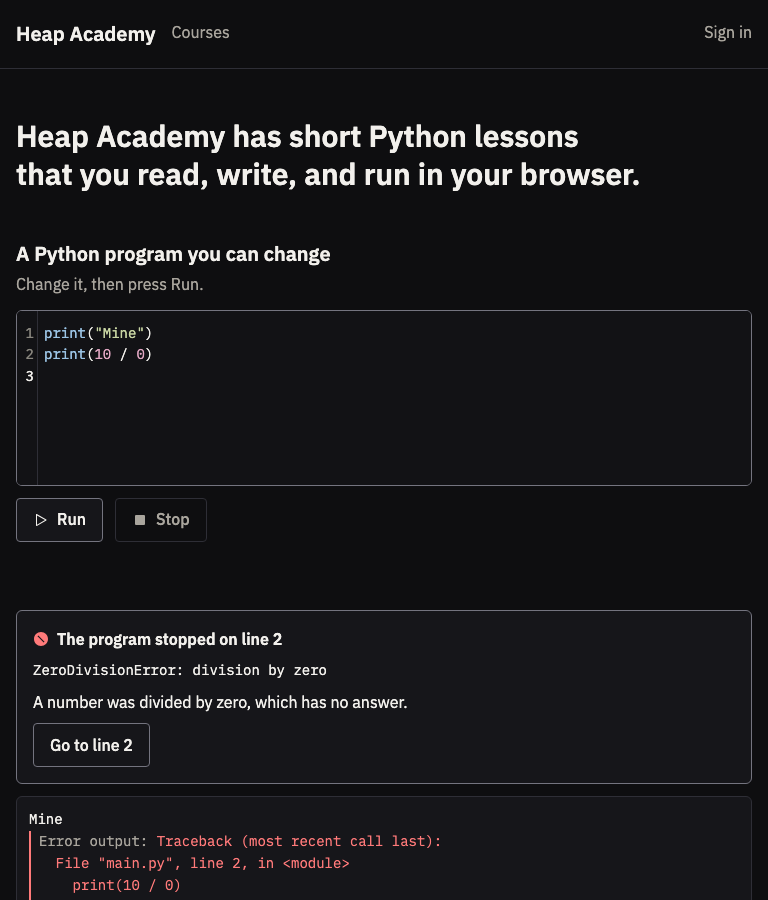 Heap Academy Courses Sign in
Heap Academy has short Python lessons
that you read, write, and run in your browser.
A Python program you can change
Change it, then press Run.
1 print("Mine")
2 print(10 / 0)
3
Run Stop
The program stopped on line 2
ZeroDivisionError: division by zero
A number was divided by zero, which has no answer.
Go to line 2
Mine
Error output: Traceback (most recent call last):
File "main.py", line 2, in <module>
print(10 / 0)